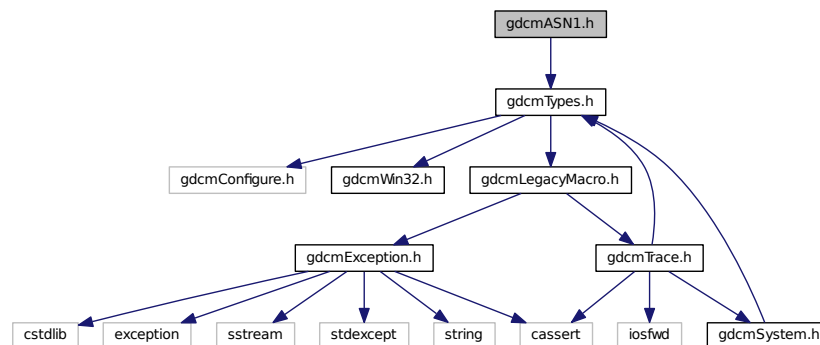 gdcmASN1.h
gdcmTypes.h
gdcmConfigure.h
gdcmWin32.h
gdcmLegacyMacro.h
gdcmException.h
gdcmTrace.h
cstdlib
exception
sstream
stdexcept
string
cassert
iosfwd
gdcmSystem.h